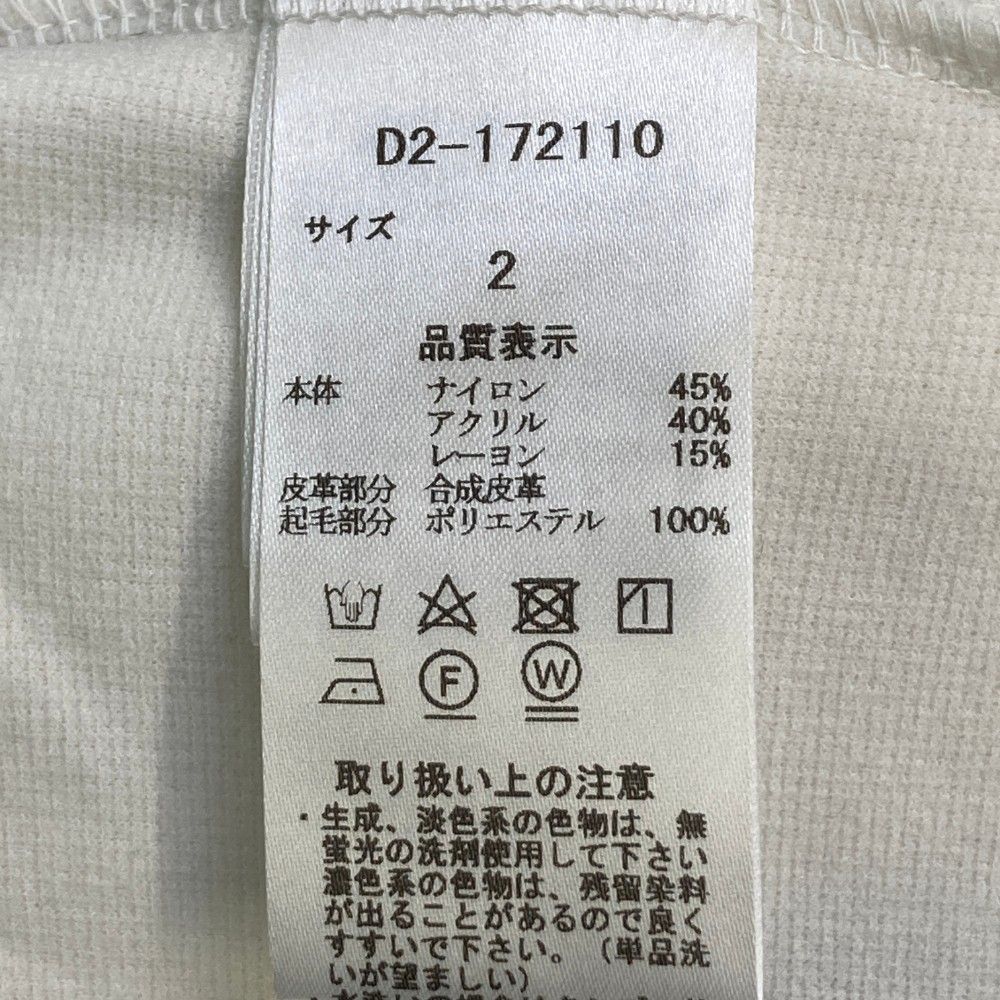 D2-172110
サイズ
2
品質表示
本体 ナイロン 45%
アクリル 40%
レーヨン 15%
皮革部分 合成皮革
起毛部分 ポリエステル 100%
F W
取り扱い上の注意
・生成、淡色系の色物は、無
蛍光の洗剤使用して下さい
濃色系の色物は、残留染料
が出ることがあるので良く
すすいで下さい。（単品洗
いが望ましい）